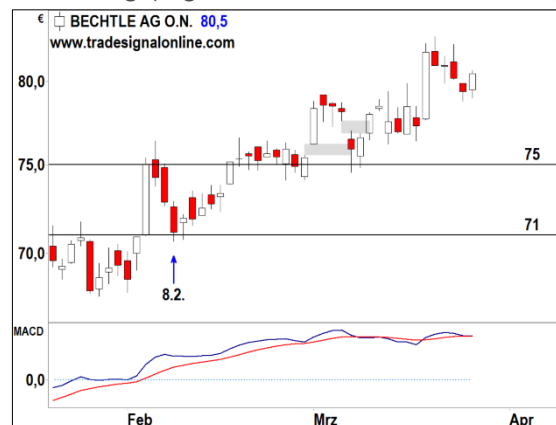 € BECHTLE AG O.N. 80,5
www.tradesignalonline.com
80,0
75,0
75
71
70,0
8.2.
MACD
0,0
Feb Mrz Apr